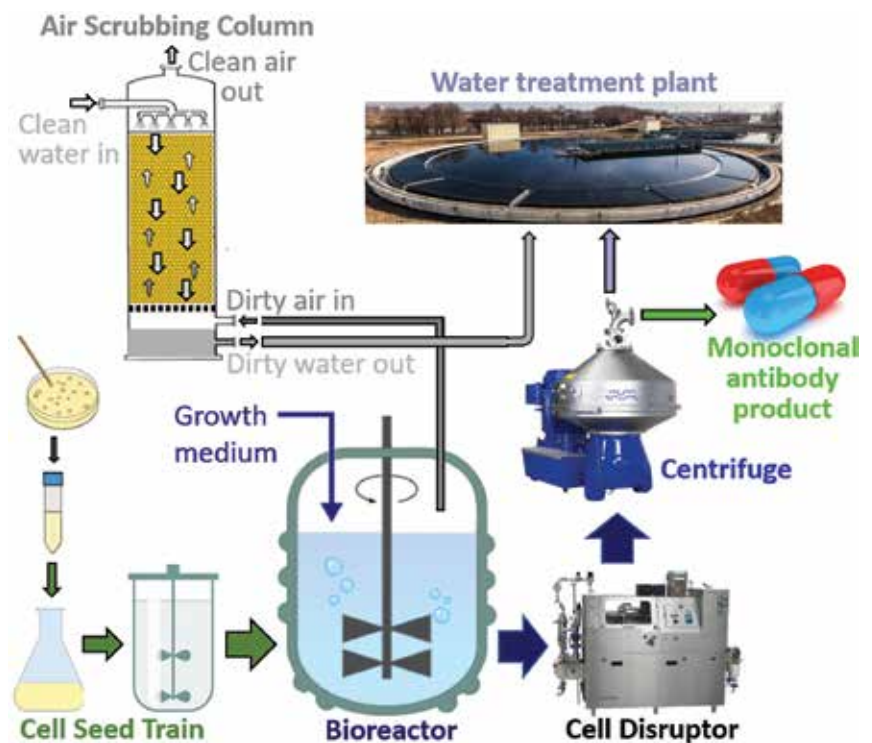 Air Scrubbing Column
Clean air
out
Clean
water in
Water treatment plant
Dirty air in
Dirty water out
Monoclonal
antibody
product
Growth
medium
Centrifuge
Cell Seed Train
Bioreactor
Cell Disruptor